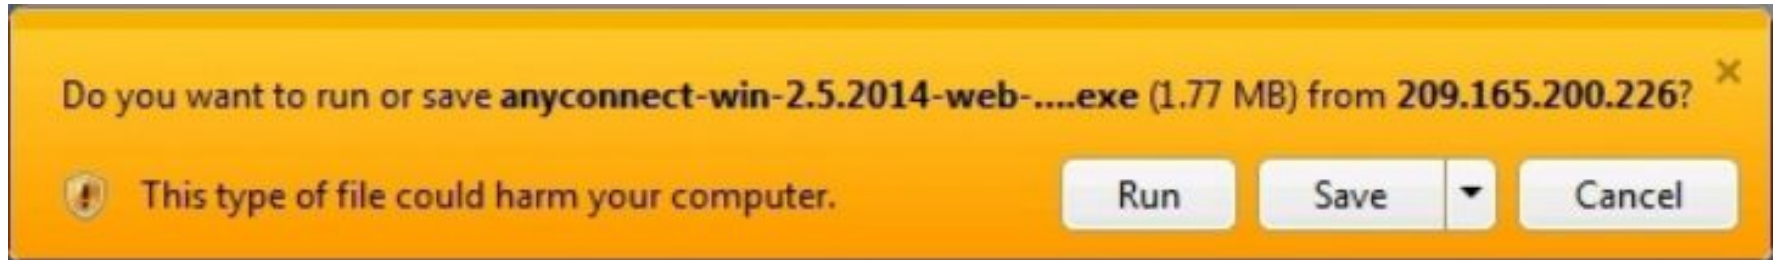 Do you want to run or save anyconnect-win-2.5.2014-web-....exe (1.77 MB) from 209.165.200.226?
This type of file could harm your computer.
Run
Save
Cancel